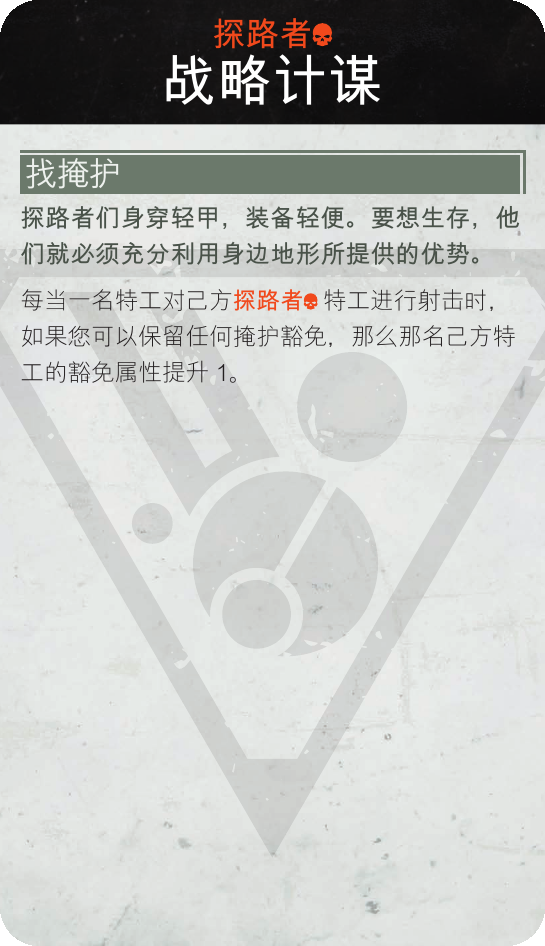 探路者
战略计谋
找掩护
探路者们身穿轻甲，装备轻便。要想生存，他
们就必须充分利用身边地形所提供的优势。
每当一名特工对己方探路者特工进行射击时，
如果您可以保留任何掩护豁免，那么那名己方特
工的豁免属性提升 1。